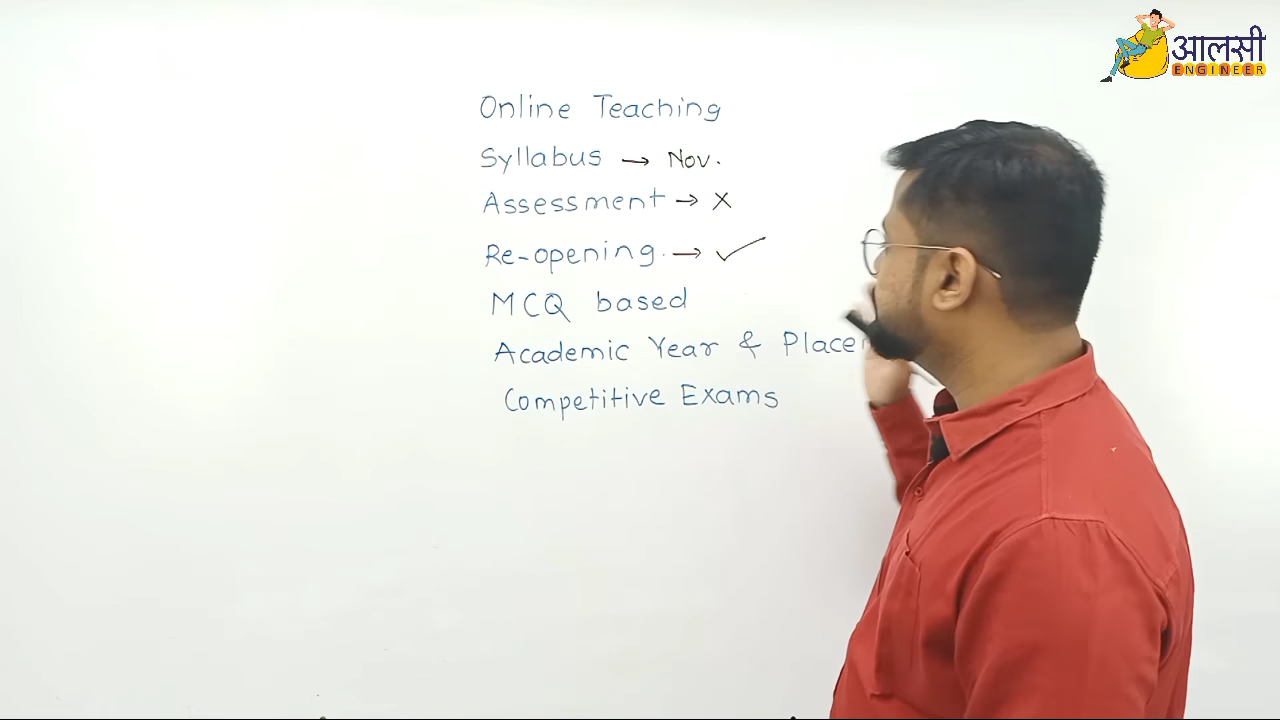 आलसी
ENGINEER
Online Teaching
Syllabus → Nov.
Assessment → X
Re-opening. → ✓
MCQ based
Academic Year & Place
Competitive Exams